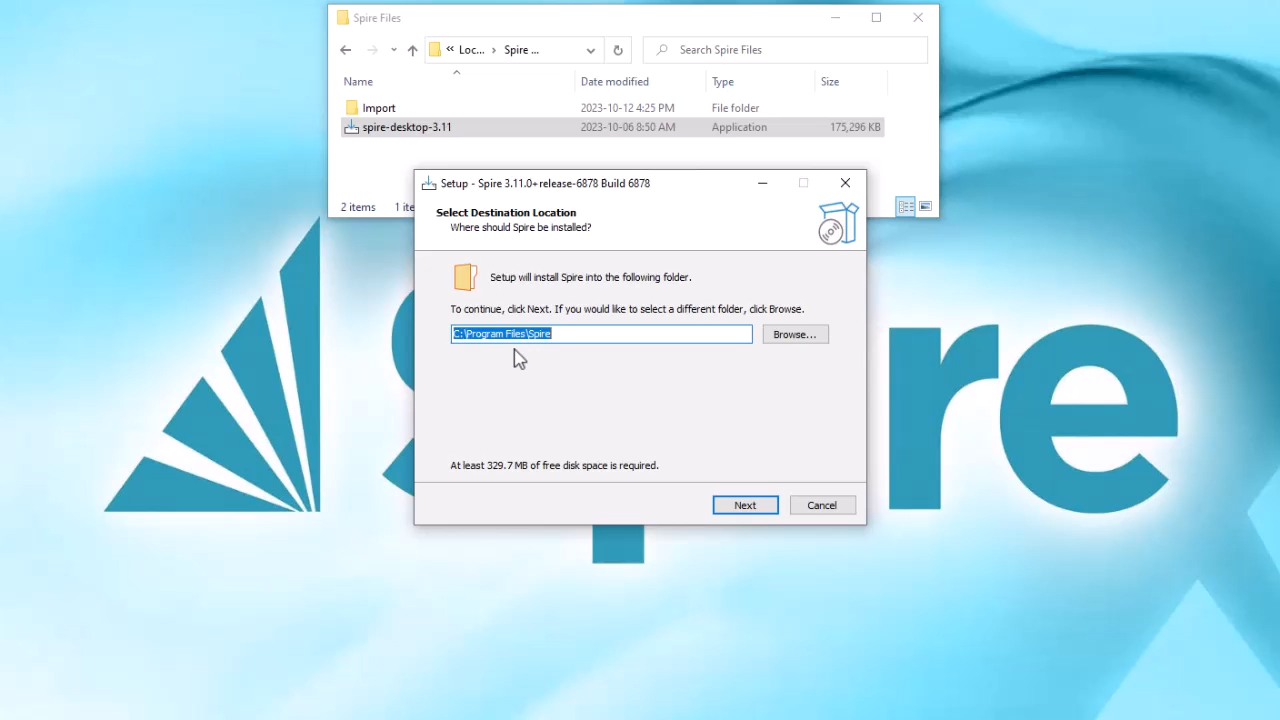 Spire Files
« Loc... › Spire ...
Search Spire Files
Name Date modified Type Size
Import 2023-10-12 4:25 PM File folder
spire-desktop-3.11 2023-10-06 8:50 AM Application 175,296 KB
2 items 1 ite
Setup - Spire 3.11.0+release-6878 Build 6878
Select Destination Location
Where should Spire be installed?
Setup will install Spire into the following folder.
To continue, click Next. If you would like to select a different folder, click Browse.
C:\Program Files\Spire
Browse...
At least 329.7 MB of free disk space is required.
Next
Cancel
Spire